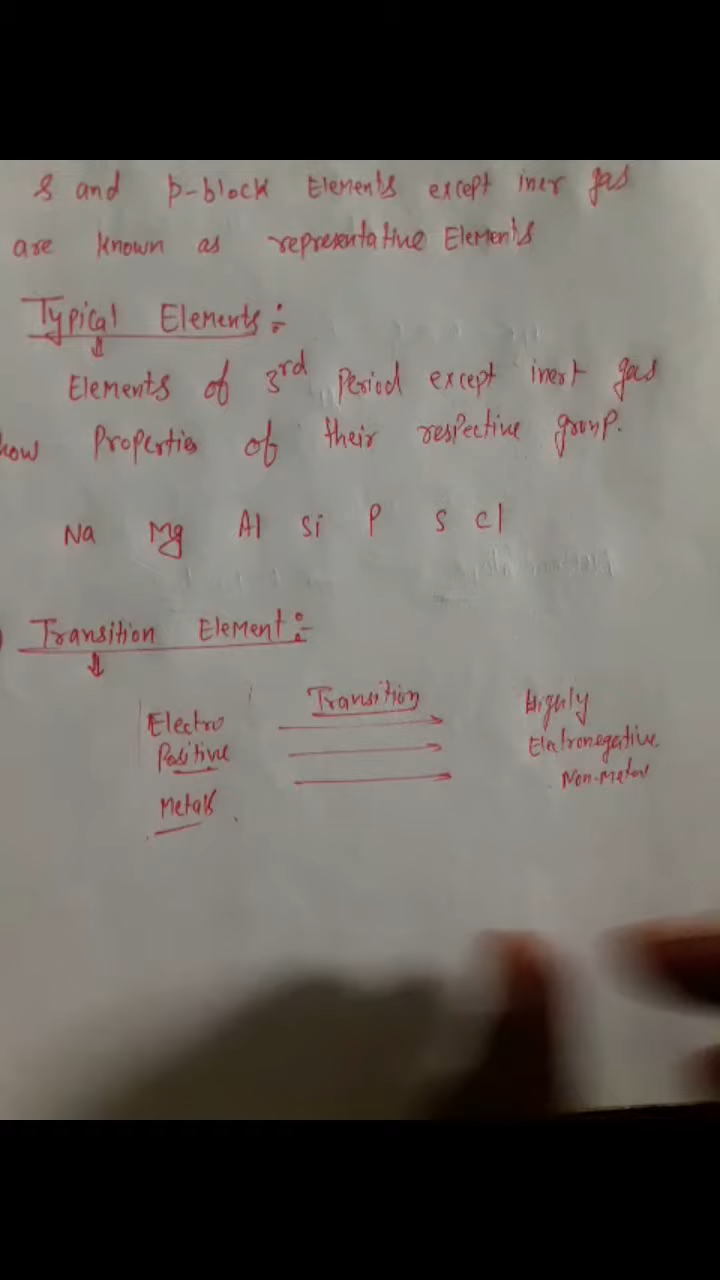 s and p-block Elements except iner gas
are known as representative Elements
Typical Elements :-
Elements of 3rd Period except inert gas
how Properties of their respective group.
Na Mg Al Si P S Cl
Transition Element :-
Transition
Electro
Positive
Metals
Highly
Eletronegative
Non-Metal